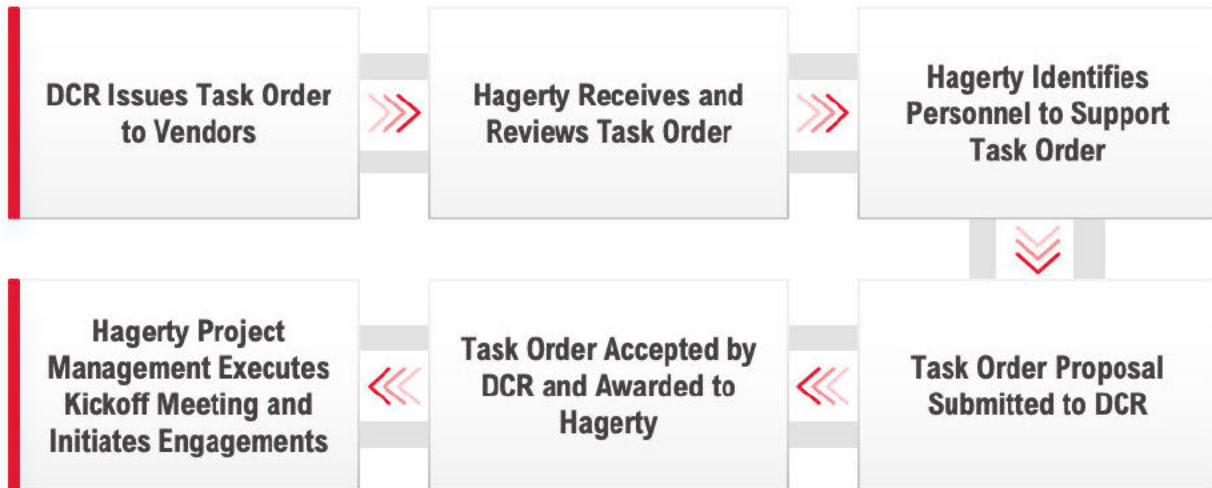 DCR Issues Task Order
to Vendors
Hagerty Receives and
Reviews Task Order
Hagerty Identifies
Personnel to Support
Task Order
Task Order Proposal
Submitted to DCR
Task Order Accepted by
DCR and Awarded to
Hagerty
Hagerty Project
Management Executes
Kickoff Meeting and
Initiates Engagements